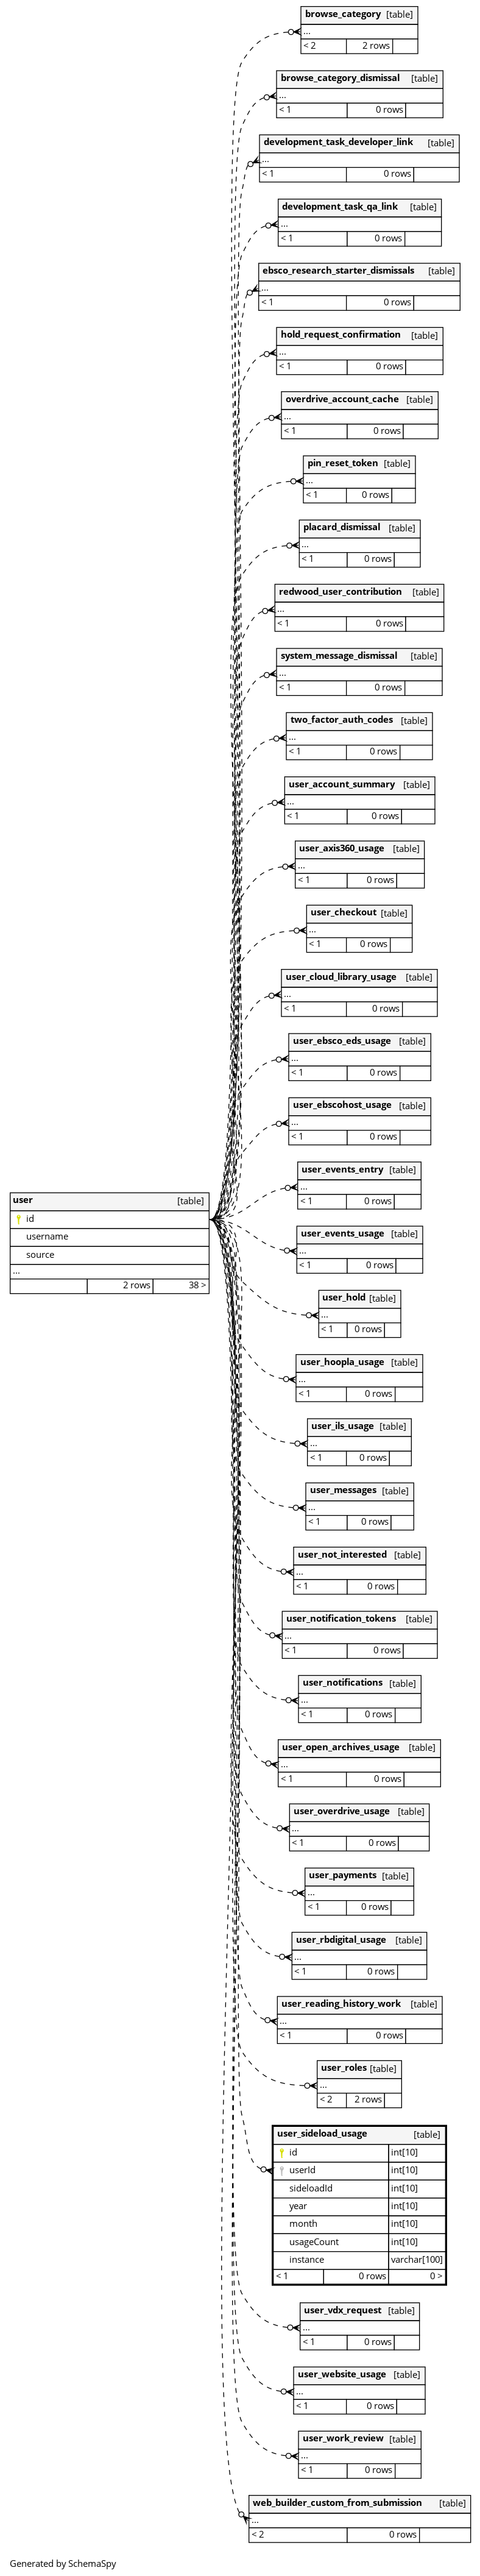 browse_category [table]
...
< 2 2 rows
browse_category_dismissal [table]
...
< 1 0 rows
development_task_developer_link [table]
...
< 1 0 rows
development_task_qa_link [table]
...
< 1 0 rows
ebsco_research_starter_dismissals [table]
...
< 1 0 rows
hold_request_confirmation [table]
...
< 1 0 rows
overdrive_account_cache [table]
...
< 1 0 rows
pin_reset_token [table]
...
< 1 0 rows
placard_dismissal [table]
...
< 1 0 rows
redwood_user_contribution [table]
...
< 1 0 rows
system_message_dismissal [table]
...
< 1 0 rows
two_factor_auth_codes [table]
...
< 1 0 rows
user_account_summary [table]
...
< 1 0 rows
user_axis360_usage [table]
...
< 1 0 rows
user_checkout [table]
...
< 1 0 rows
user_cloud_library_usage [table]
...
< 1 0 rows
user_ebsco_eds_usage [table]
...
< 1 0 rows
user_ebscohost_usage [table]
...
< 1 0 rows
user_events_entry [table]
...
< 1 0 rows
user [table]
id
username
source
...
2 rows 38 >
user_events_usage [table]
...
< 1 0 rows
user_hold [table]
...
< 1 0 rows
user_hoopla_usage [table]
...
< 1 0 rows
user_ils_usage [table]
...
< 1 0 rows
user_messages [table]
...
< 1 0 rows
user_not_interested [table]
...
< 1 0 rows
user_notification_tokens [table]
...
< 1 0 rows
user_notifications [table]
...
< 1 0 rows
user_open_archives_usage [table]
...
< 1 0 rows
user_overdrive_usage [table]
...
< 1 0 rows
user_payments [table]
...
< 1 0 rows
user_rbdigital_usage [table]
...
< 1 0 rows
user_reading_history_work [table]
...
< 1 0 rows
user_roles [table]
...
< 2 2 rows
user_sideload_usage [table]
id int[10]
userId int[10]
sideloadId int[10]
year int[10]
month int[10]
usageCount int[10]
instance varchar[100]
< 1 0 rows 0 >
user_vdx_request [table]
...
< 1 0 rows
user_website_usage [table]
...
< 1 0 rows
user_work_review [table]
...
< 1 0 rows
web_builder_custom_from_submission [table]
...
< 2 0 rows
Generated by SchemaSpy